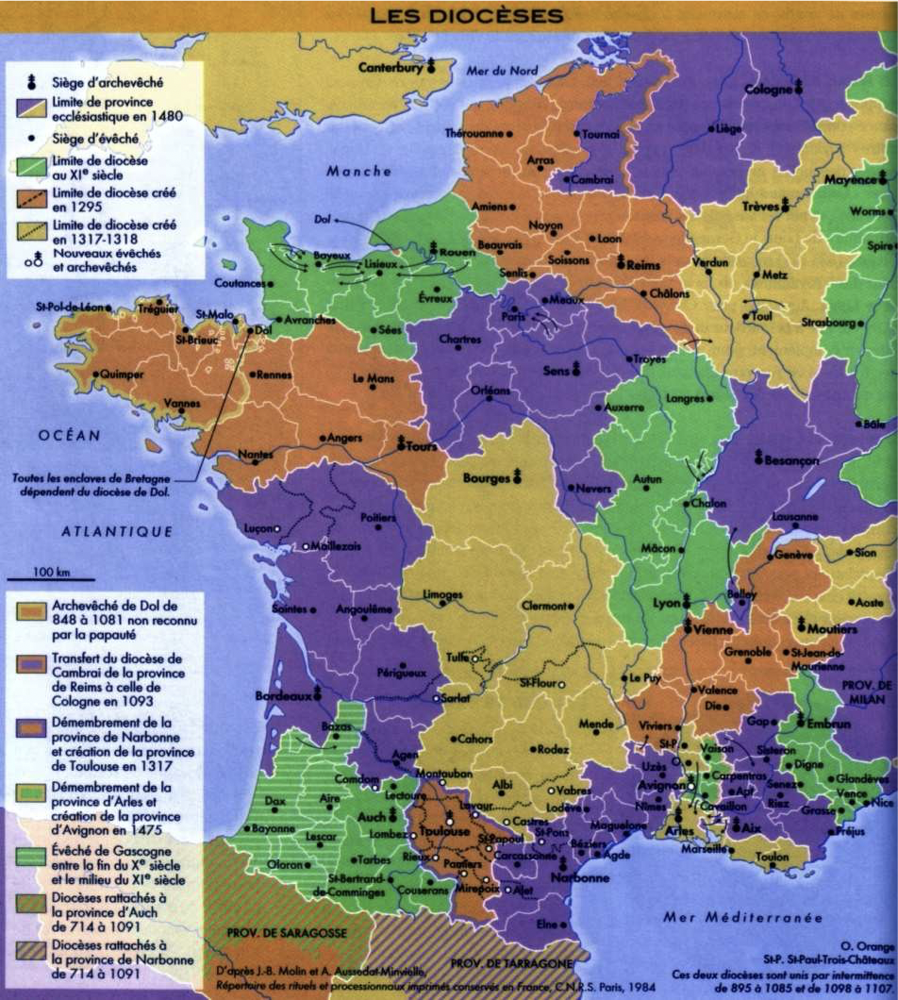 LES DIOCÈSES
Siège d'archevêché
Limite de province
ecclésiastique en 1480
Siège d'évêché
Limite de diocèse
au XIe siècle
Limite de diocèse créé
en 1295
Limite de diocèse créé
en 1317-1318
Nouveaux évêchés
et archevêchés
Canterbury
Mer du Nord
Cologne
Thérouanne
Tournai
Liège
Arras
Cambrai
Manche
Mayence
Amiens
Trèves
Worms
Dol
Noyon
Laon
Beauvais
Rouen
Spire
Bayeux
Lisieux
Soissons
Reims
Verdun
Metz
Senlis
Coutances
Évreux
Meaux
Châlons
St-Pol-de-Léon
Tréguier
St-Malo
Avranches
Paris
Toul
Strasbourg
St-Brieuc
Dol
Sées
Chartres
Troyes
Quimper
Rennes
Le Mans
Sens
Orléans
Langres
Vannes
Auxerre
OCÉAN
Bâle
Angers
Tours
Nantes
Besançon
Toutes les enclaves de Bretagne
dépendent du diocèse de Dol.
Bourges
Autun
Nevers
Chalon
Poitiers
Lausanne
ATLANTIQUE
Luçon
Maillezais
Mâcon
Genève
Sion
100 km
Belley
Limoges
Clermont
Lyon
Aoste
Saintes
Angoulême
Vienne
Moutiers
Tulle
Grenoble
St-Jean-de-
Maurienne
Périgueux
St-Flour
Le Puy
PROV. DE
MILAN
Bordeaux
Sarlat
Valence
Die
Bazas
Mende
Viviers
Gap
Embrun
Cahors
Rodez
St-P.
Vaison
Sisteron
Agen
O.
Digne
Uzès
Carpentras
Glandèves
Condom
Montauban
Albi
Vabres
Avignon
Apt
Senez
Lectoure
Lodève
Nîmes
Cavaillon
Riez
Vence
Nice
Dax
Aire
Auch
Lavaur
Castres
Grasse
Bayonne
Lescar
Lombez
Toulouse
St-Papoul
St-Pons
Maguelone
Arles
Aix
Fréjus
Oloron
Tarbes
Rieux
Carcassonne
Béziers
Agde
Marseille
Toulon
St-Bertrand-
de-Comminges
Couserans
Pamiers
Mirepoix
Alet
Narbonne
Elne
Mer Méditerranée
Archevêché de Dol de
848 à 1081 non reconnu
par la papauté
Transfert du diocèse de
Cambrai de la province
de Reims à celle de
Cologne en 1093
Démembrement de la
province de Narbonne
et création de la province
de Toulouse en 1317
Démembrement de la
province d'Arles et
création de la province
d'Avignon en 1475
Évêché de Gascogne
entre la fin du Xe siècle
et le milieu du XIe siècle
Diocèses rattachés à
la province d'Auch
de 714 à 1091
Diocèses rattachés à
la province de Narbonne
de 714 à 1091
PROV. DE SARAGOSSE
PROV. DE TARRAGONE
D'après J.-B. Molin et A. Aussedat-Minvielle,
Répertoire des rituels et processionnaux imprimés conservés en France, C.N.R.S. Paris, 1984
O. Orange
St-P. St-Paul-Trois-Châteaux
Ces deux diocèses sont unis par intermittence
de 895 à 1085 et de 1098 à